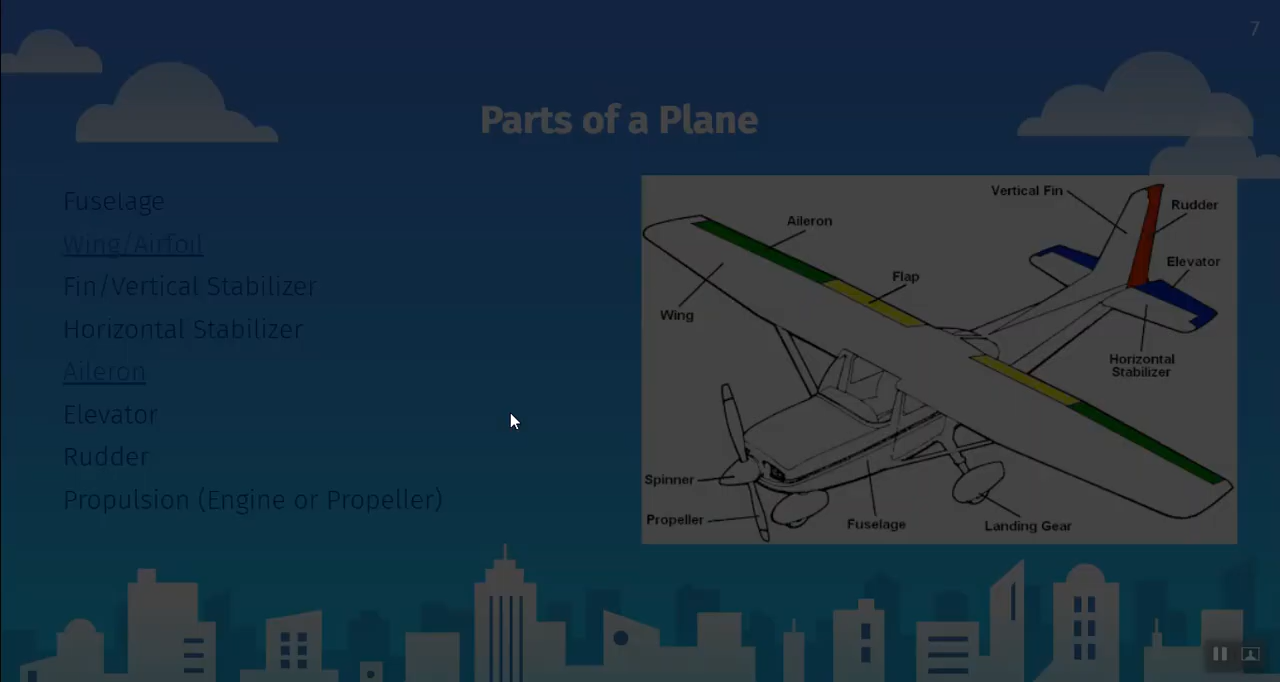 7
Parts of a Plane
Fuselage
Wing/Airfoil
Fin/Vertical Stabilizer
Horizontal Stabilizer
Aileron
Elevator
Rudder
Propulsion (Engine or Propeller)
Vertical Fin
Rudder
Aileron
Elevator
Flap
Wing
Horizontal
Stabilizer
Spinner
Propeller
Fuselage
Landing Gear